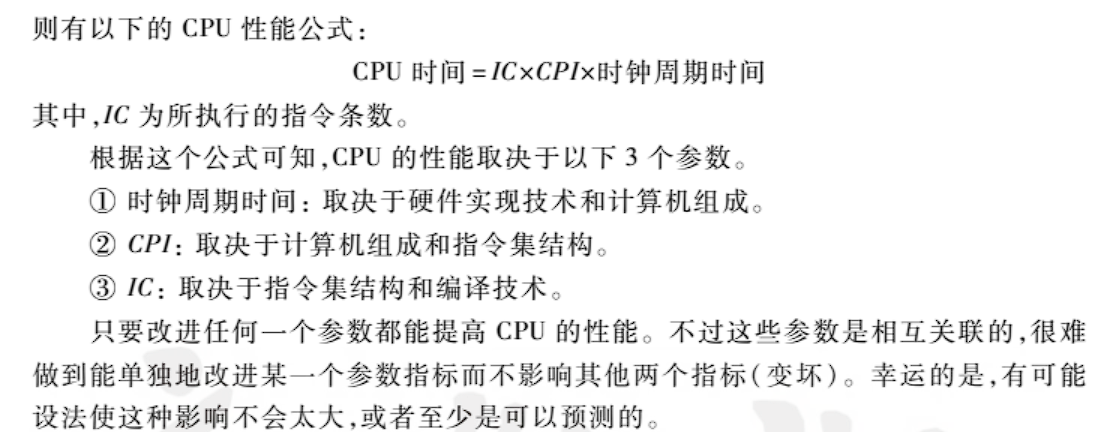 则有以下的 CPU 性能公式：
CPU 时间=IC×CPI×时钟周期时间
其中,IC 为所执行的指令条数。
根据这个公式可知,CPU 的性能取决于以下 3 个参数。
① 时钟周期时间：取决于硬件实现技术和计算机组成。
② CPI：取决于计算机组成和指令集结构。
③ IC：取决于指令集结构和编译技术。
只要改进任何一个参数都能提高 CPU 的性能。不过这些参数是相互关联的,很难
做到能单独地改进某一个参数指标而不影响其他两个指标(变坏)。幸运的是,有可能
设法使这种影响不会太大,或者至少是可以预测的。